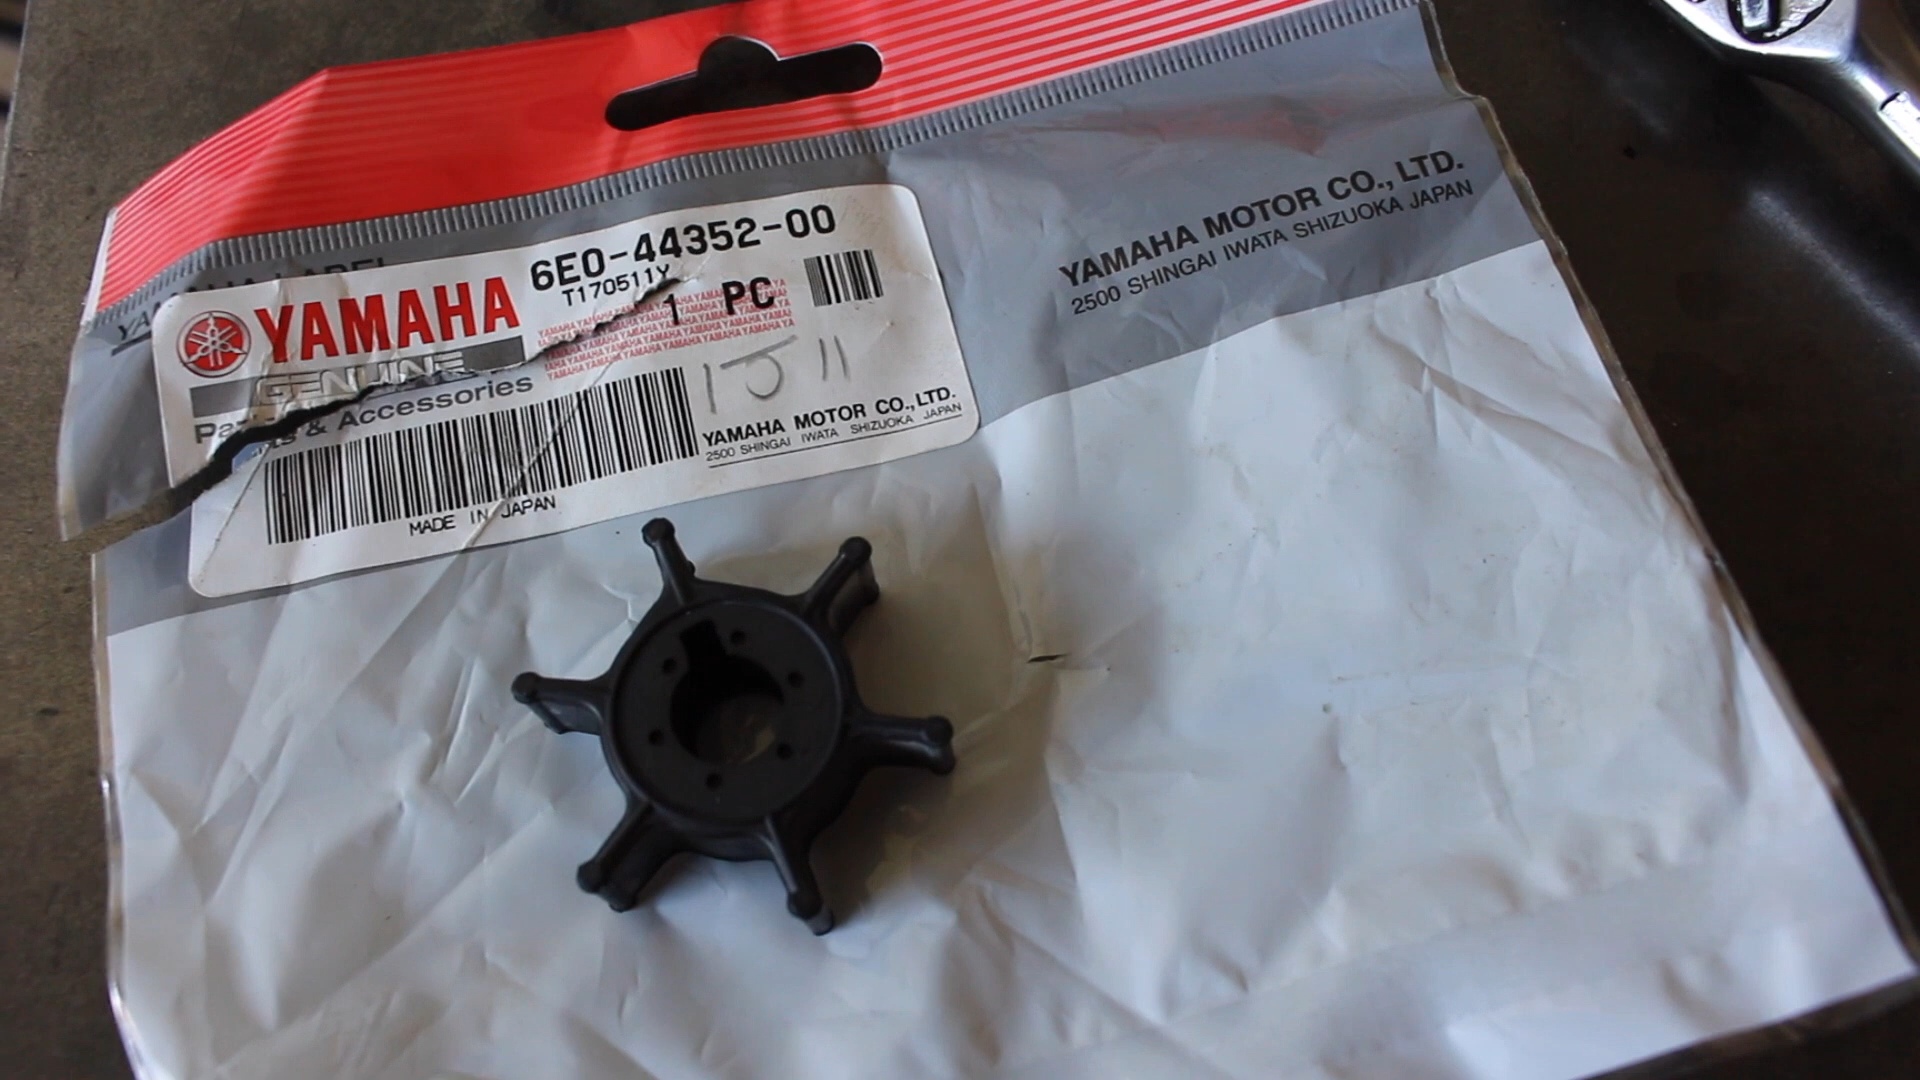 6E0-44352-00
T170511Y
1 PC
YAMAHA
GENUINE
Parts & Accessories
1511
YAMAHA MOTOR CO., LTD.
2500 SHINGAI IWATA SHIZUOKA JAPAN
MADE IN JAPAN
YAMAHA MOTOR CO., LTD.
2500 SHINGAI IWATA SHIZUOKA JAPAN